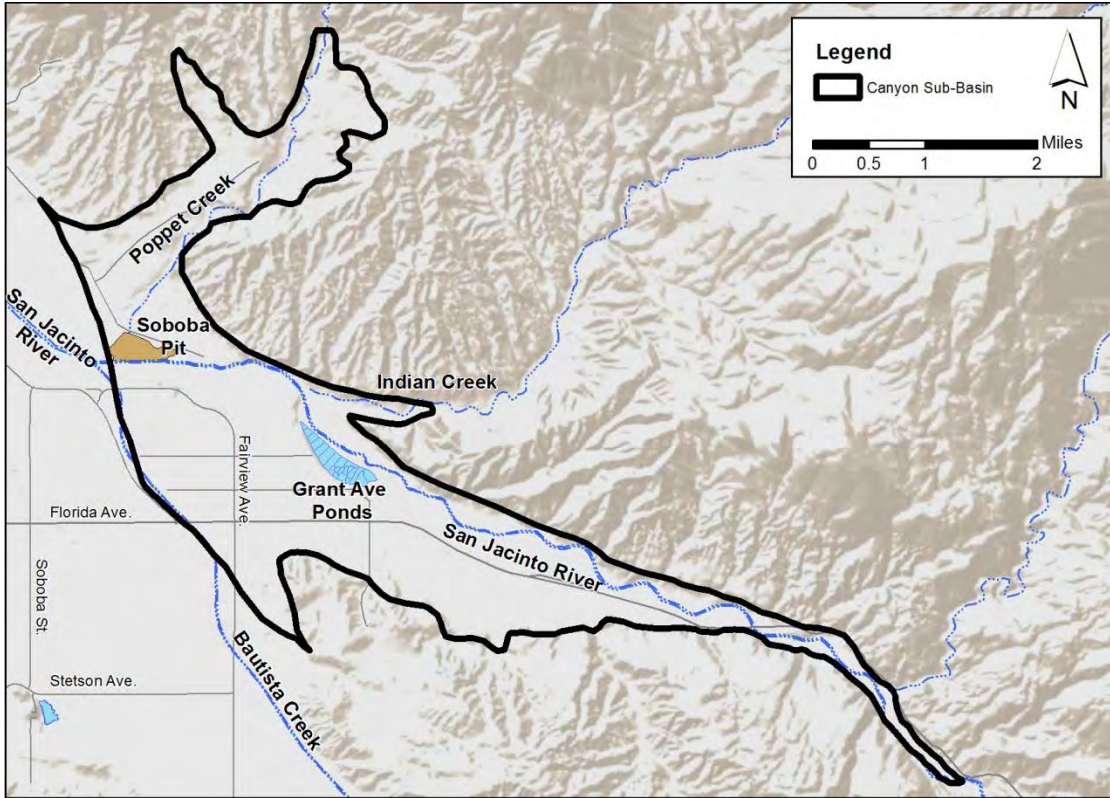 Legend
Canyon Sub-Basin
N
Miles
0 0.5 1 2
Poppet Creek
San Jacinto
River
Soboba
Pit
Indian Creek
Fairview Ave.
Grant Ave
Ponds
Florida Ave.
San Jacinto River
Soboba St.
Bautista Creek
Stetson Ave.